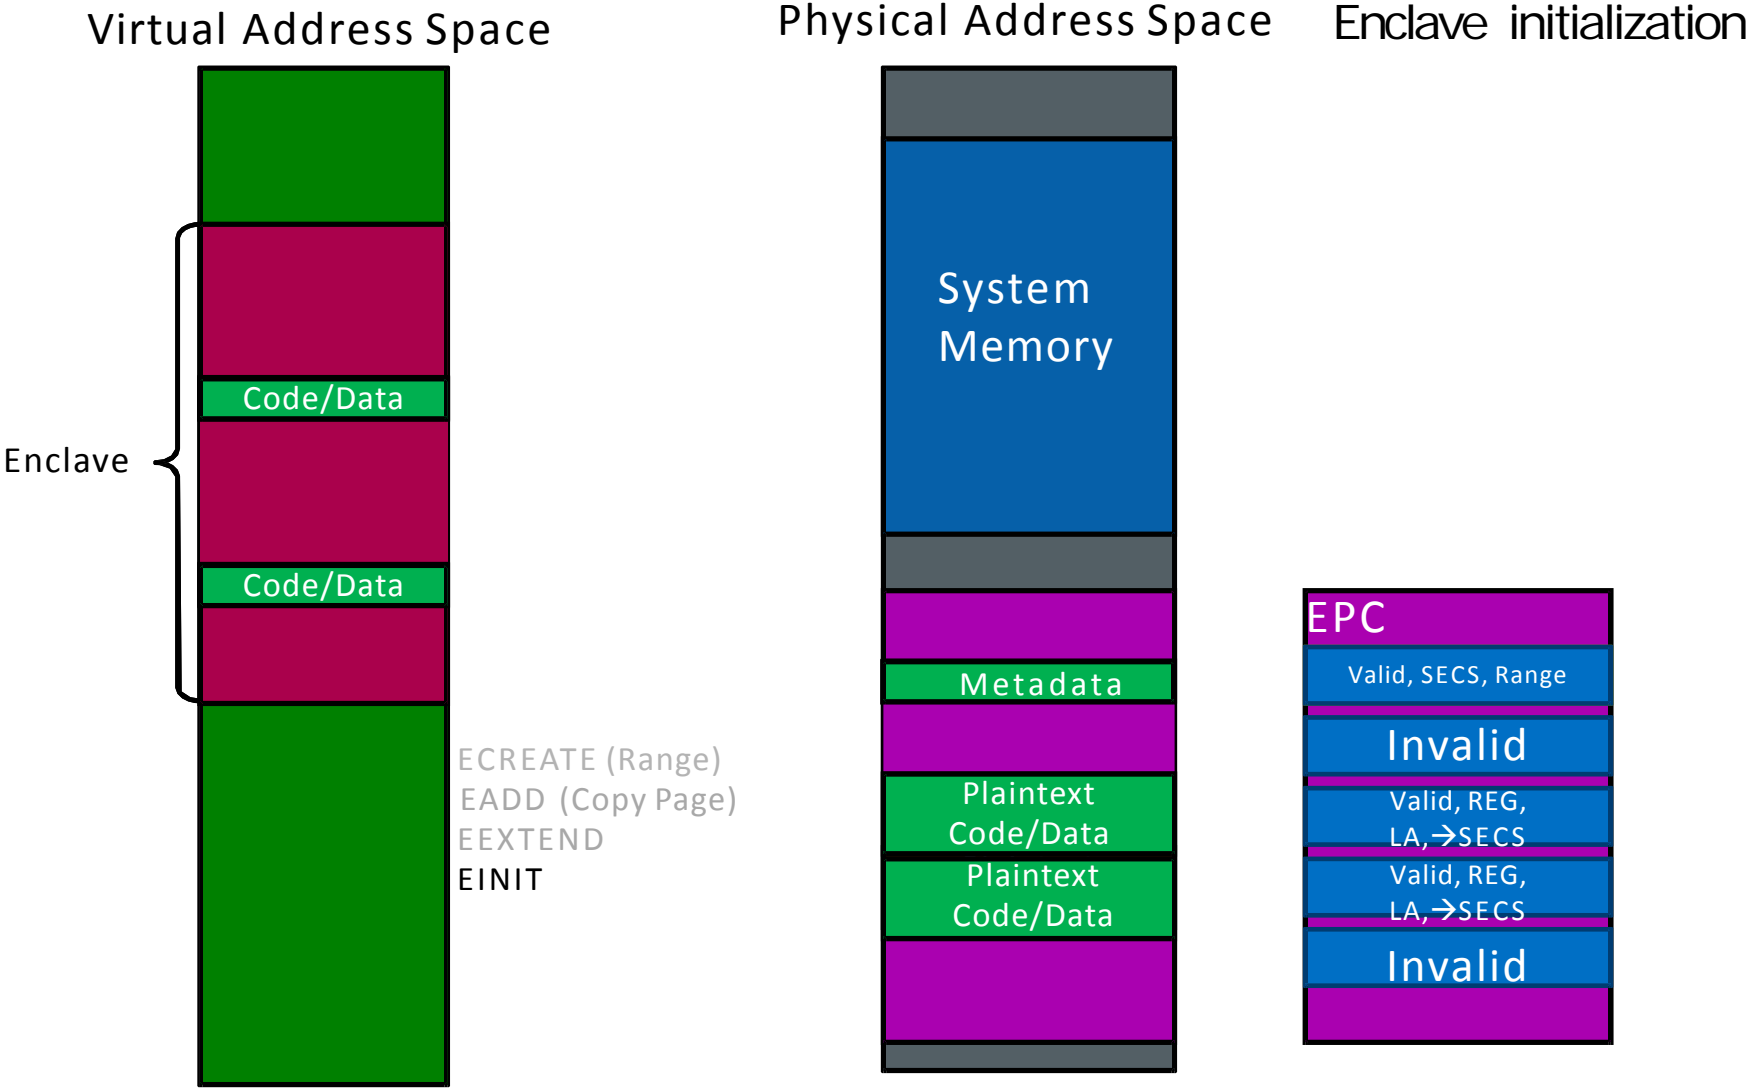 Virtual Address Space
Physical Address Space
Enclave initialization
System
Memory
Code/Data
Enclave
Code/Data
EPC
Metadata
Valid, SECS, Range
ECREATE (Range)
EADD (Copy Page)
EEXTEND
EINIT
Plaintext
Code/Data
Plaintext
Code/Data
Invalid
Valid, REG,
LA,→SECS
Valid, REG,
LA,→SECS
Invalid